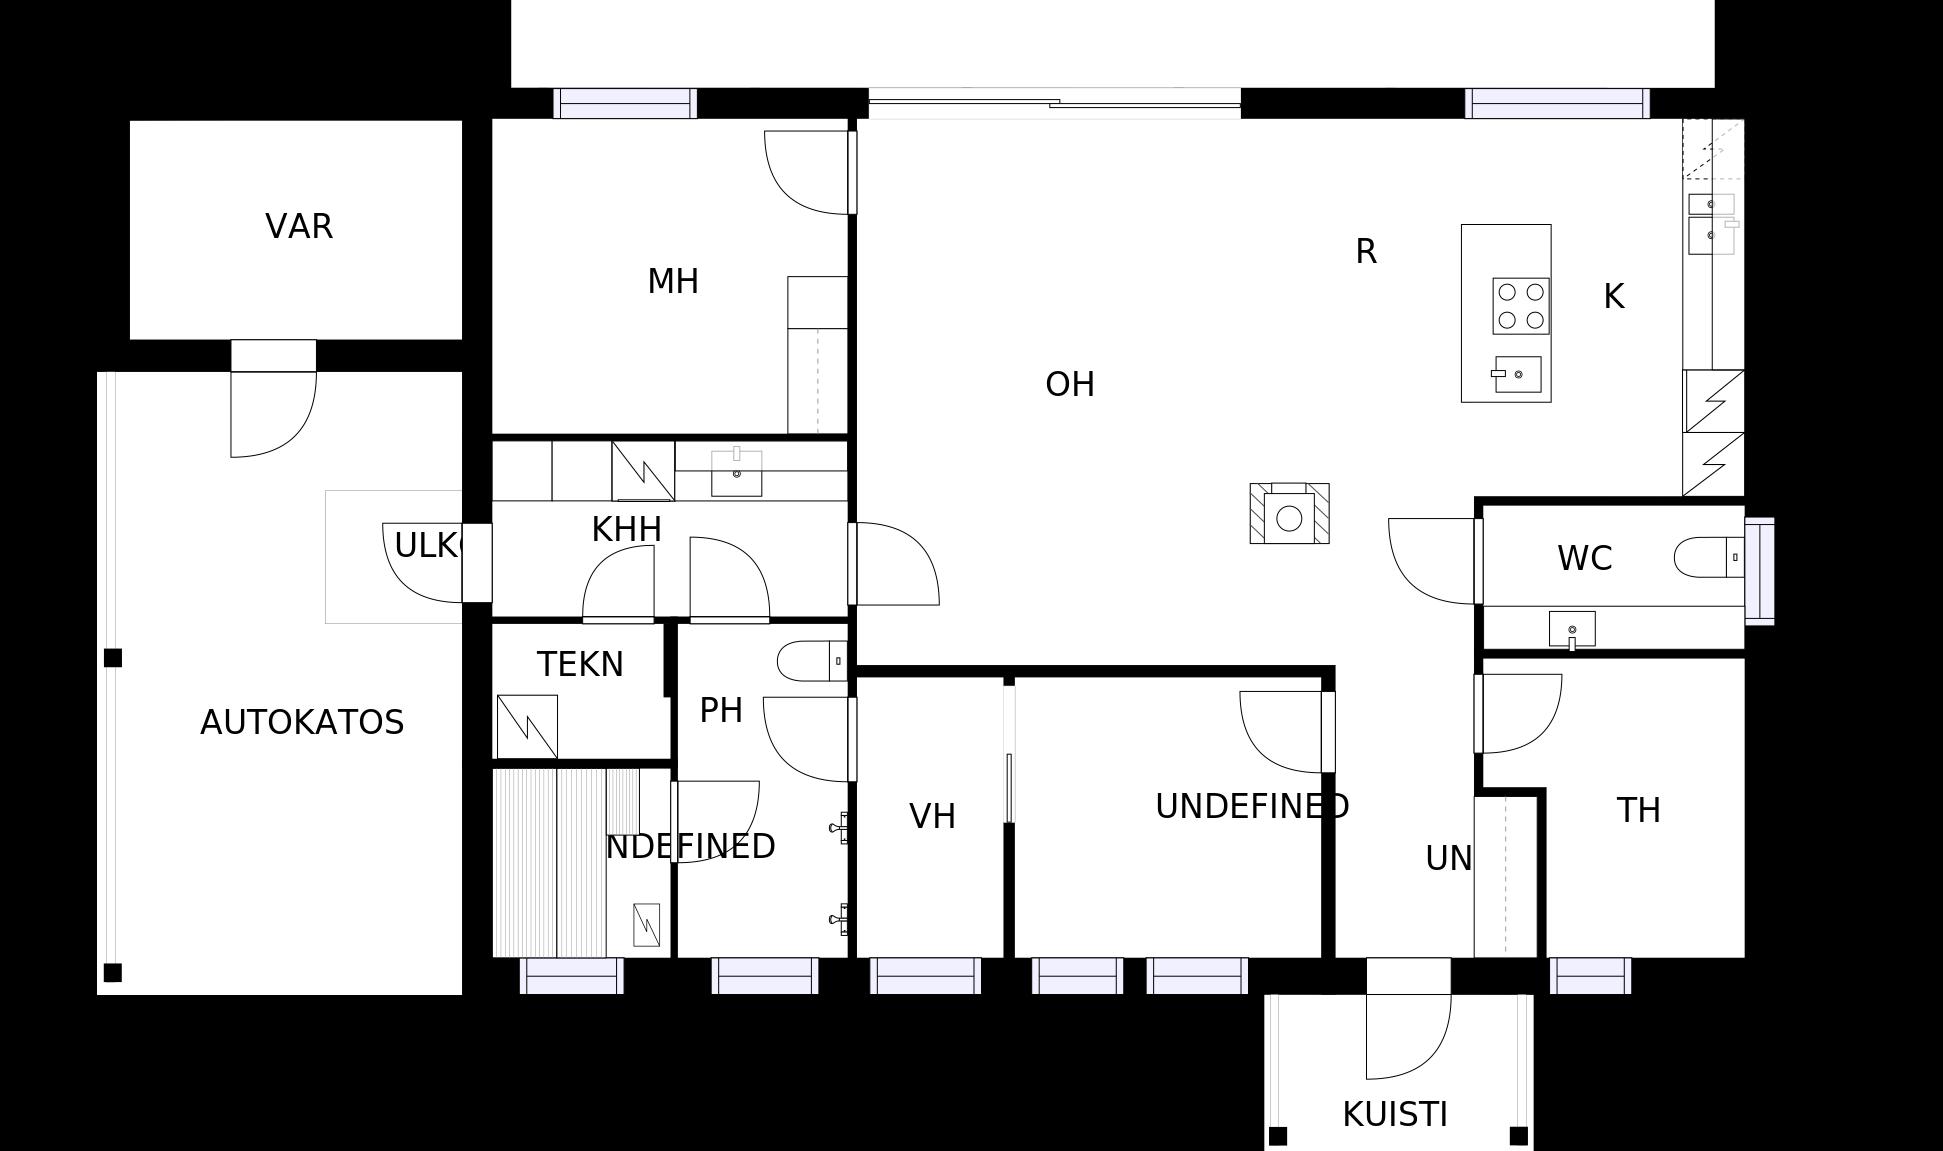 VAR
MH
R
K
OH
KHH
ULK
WC
TEKN
PH
AUTOKATOS
VH
UNDEFINED
TH
NDEFINED
UN
KUISTI